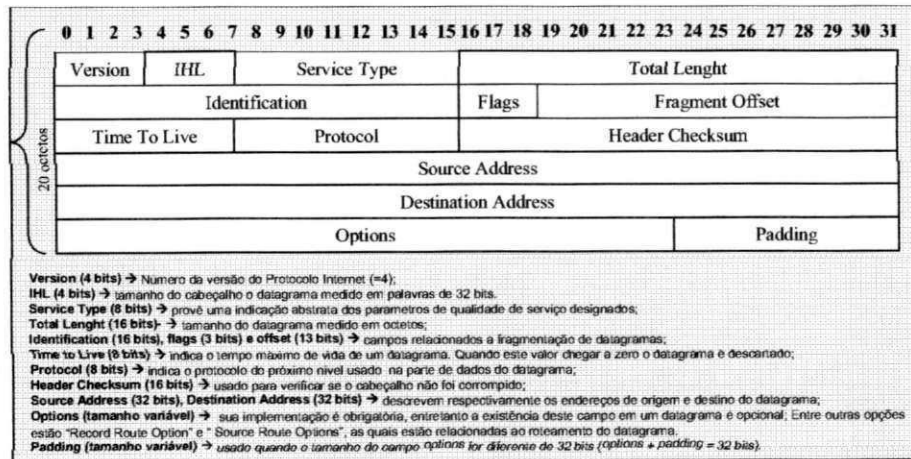 0 1 2 3 4 5 6 7 8 9 10 11 12 13 14 15 16 17 18 19 20 21 22 23 24 25 26 27 28 29 30 31
Version IHL Service Type Total Lenght
Identification Flags Fragment Offset
Time To Live Protocol Header Checksum
Source Address
Destination Address
Options Padding
20 octetos
Version (4 bits) → Número da versão do Protocolo Internet (=4);
IHL (4 bits) → tamanho do cabeçalho o datagrama medido em palavras de 32 bits.
Service Type (8 bits) → provê uma indicação abstrata dos parametros de qualidade de serviço designados;
Total Lenght (16 bits)- → tamanho do datagrama medido em octetos;
Identification (16 bits), flags (3 bits) e offset (13 bits) → campos relacionados a fragmentação de datagramas;
Time to Live (8 bits) → indica o tempo máximo de vida de um datagrama. Quando este valor chegar a zero o datagrama é descartado;
Protocol (8 bits) → indica o protocolo do próximo nível usado na parte de dados do datagrama;
Header Checksum (16 bits) → usado para verificar se o cabeçalho não foi corrompido;
Source Address (32 bits), Destination Address (32 bits) → descrevem respectivamente os endereços de origem e destino do datagrama;
Options (tamanho variável) → sua implementação é obrigatória, entretanto a existência deste campo em um datagrama é opcional; Entre outras opções
estão "Record Route Option" e " Source Route Options", as quais estão relacionadas ao roteamento do datagrama.
Padding (tamanho variável) → usado quando o tamanho do campo options for diferente de 32 bits (options + padding = 32 bits).